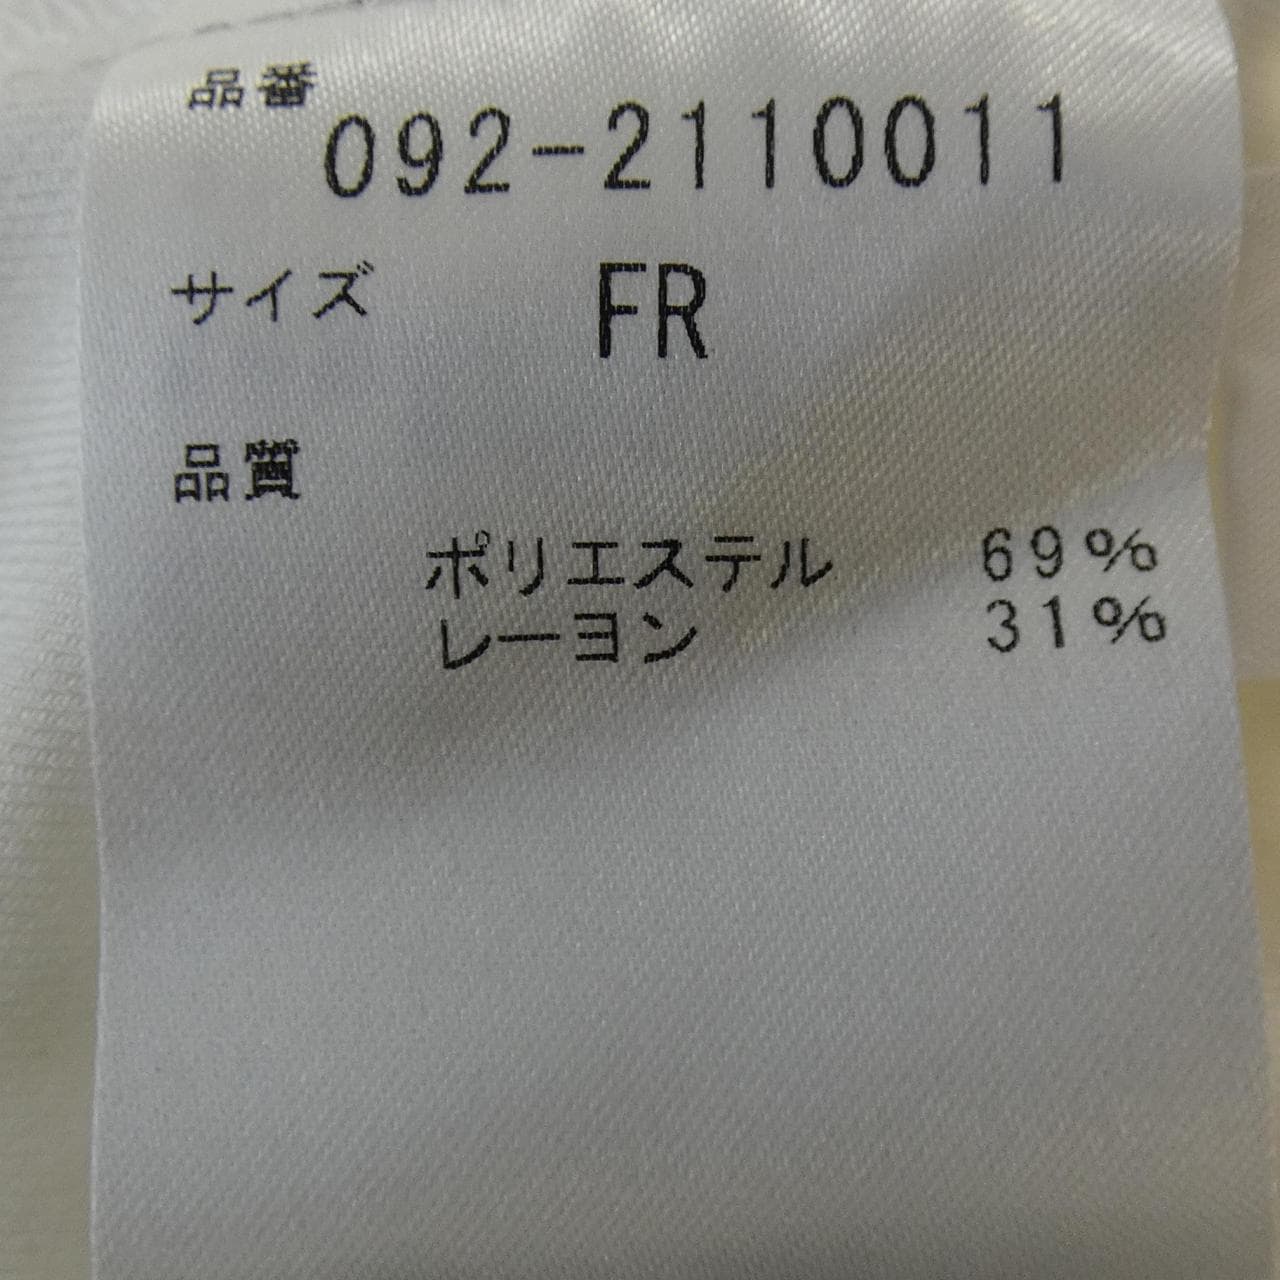 品番
092-2110011
サイズ FR
品質
ポリエステル 69%
レーヨン 31%